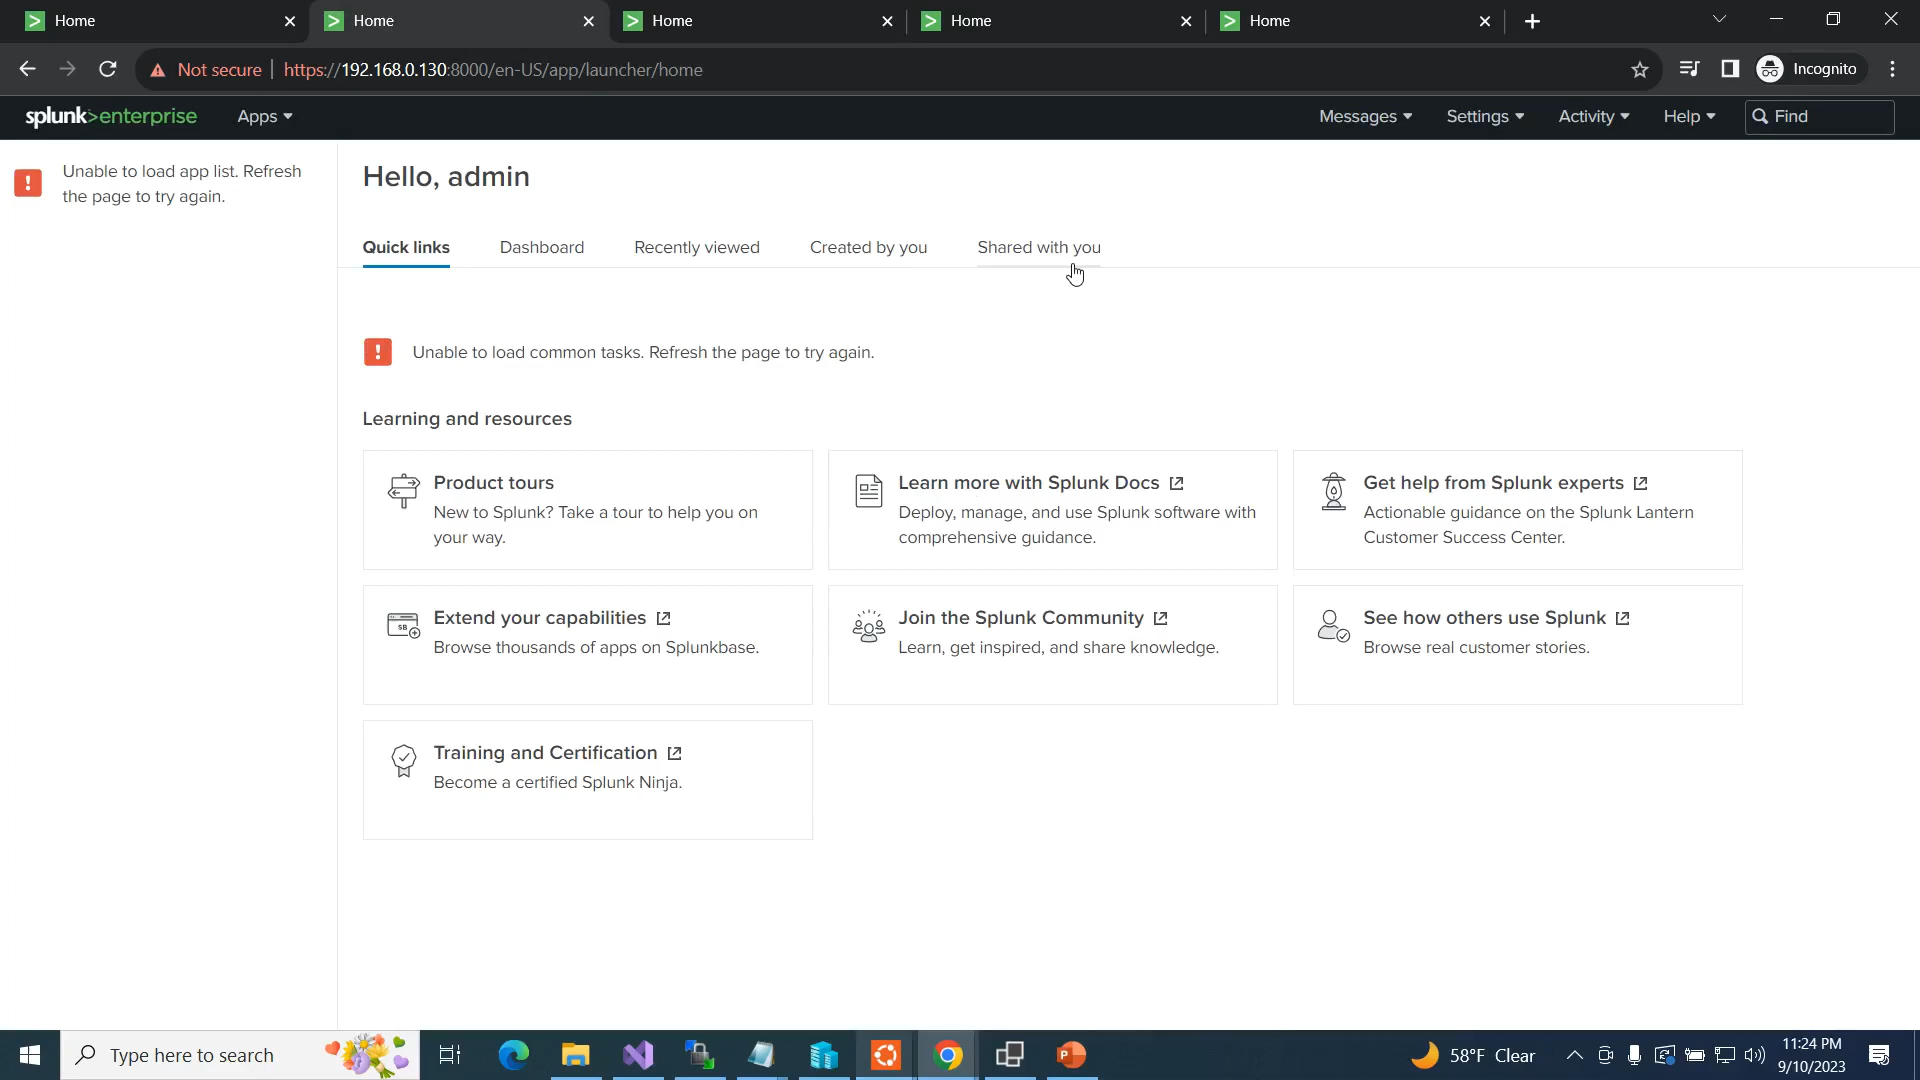 Home
Home
Home
Home
Home
Not secure
https://192.168.0.130:8000/en-US/app/launcher/home
Incognito
splunk>enterprise
Apps
Messages
Settings
Activity
Help
Find
Unable to load app list. Refresh
the page to try again.
Hello, admin
Quick links
Dashboard
Recently viewed
Created by you
Shared with you
Unable to load common tasks. Refresh the page to try again.
Learning and resources
Product tours
New to Splunk? Take a tour to help you on
your way.
Learn more with Splunk Docs
Deploy, manage, and use Splunk software with
comprehensive guidance.
Get help from Splunk experts
Actionable guidance on the Splunk Lantern
Customer Success Center.
Extend your capabilities
Browse thousands of apps on Splunkbase.
Join the Splunk Community
Learn, get inspired, and share knowledge.
See how others use Splunk
Browse real customer stories.
Training and Certification
Become a certified Splunk Ninja.
Type here to search
58°F Clear
11:24 PM
9/10/2023